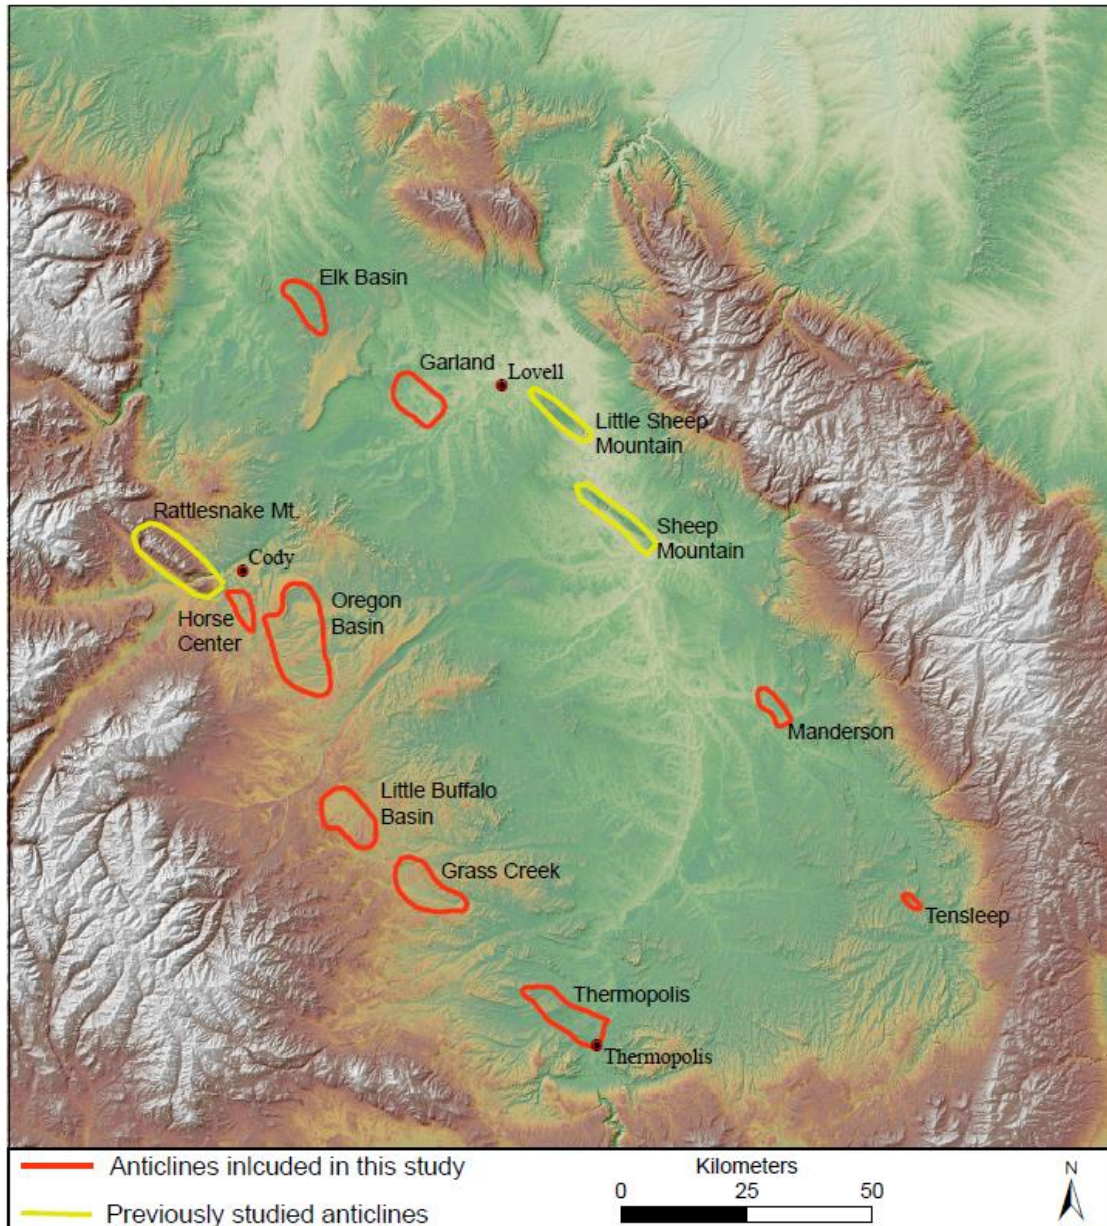 Elk Basin
Garland
Lovell
Little Sheep
Mountain
Rattlesnake Mt.
Sheep
Mountain
Cody
Horse
Center
Oregon
Basin
Manderson
Little Buffalo
Basin
Grass Creek
Tensleep
Thermopolis
Thermopolis
Anticlines inlcuded in this study
Previously studied anticlines
Kilometers
0 25 50
N